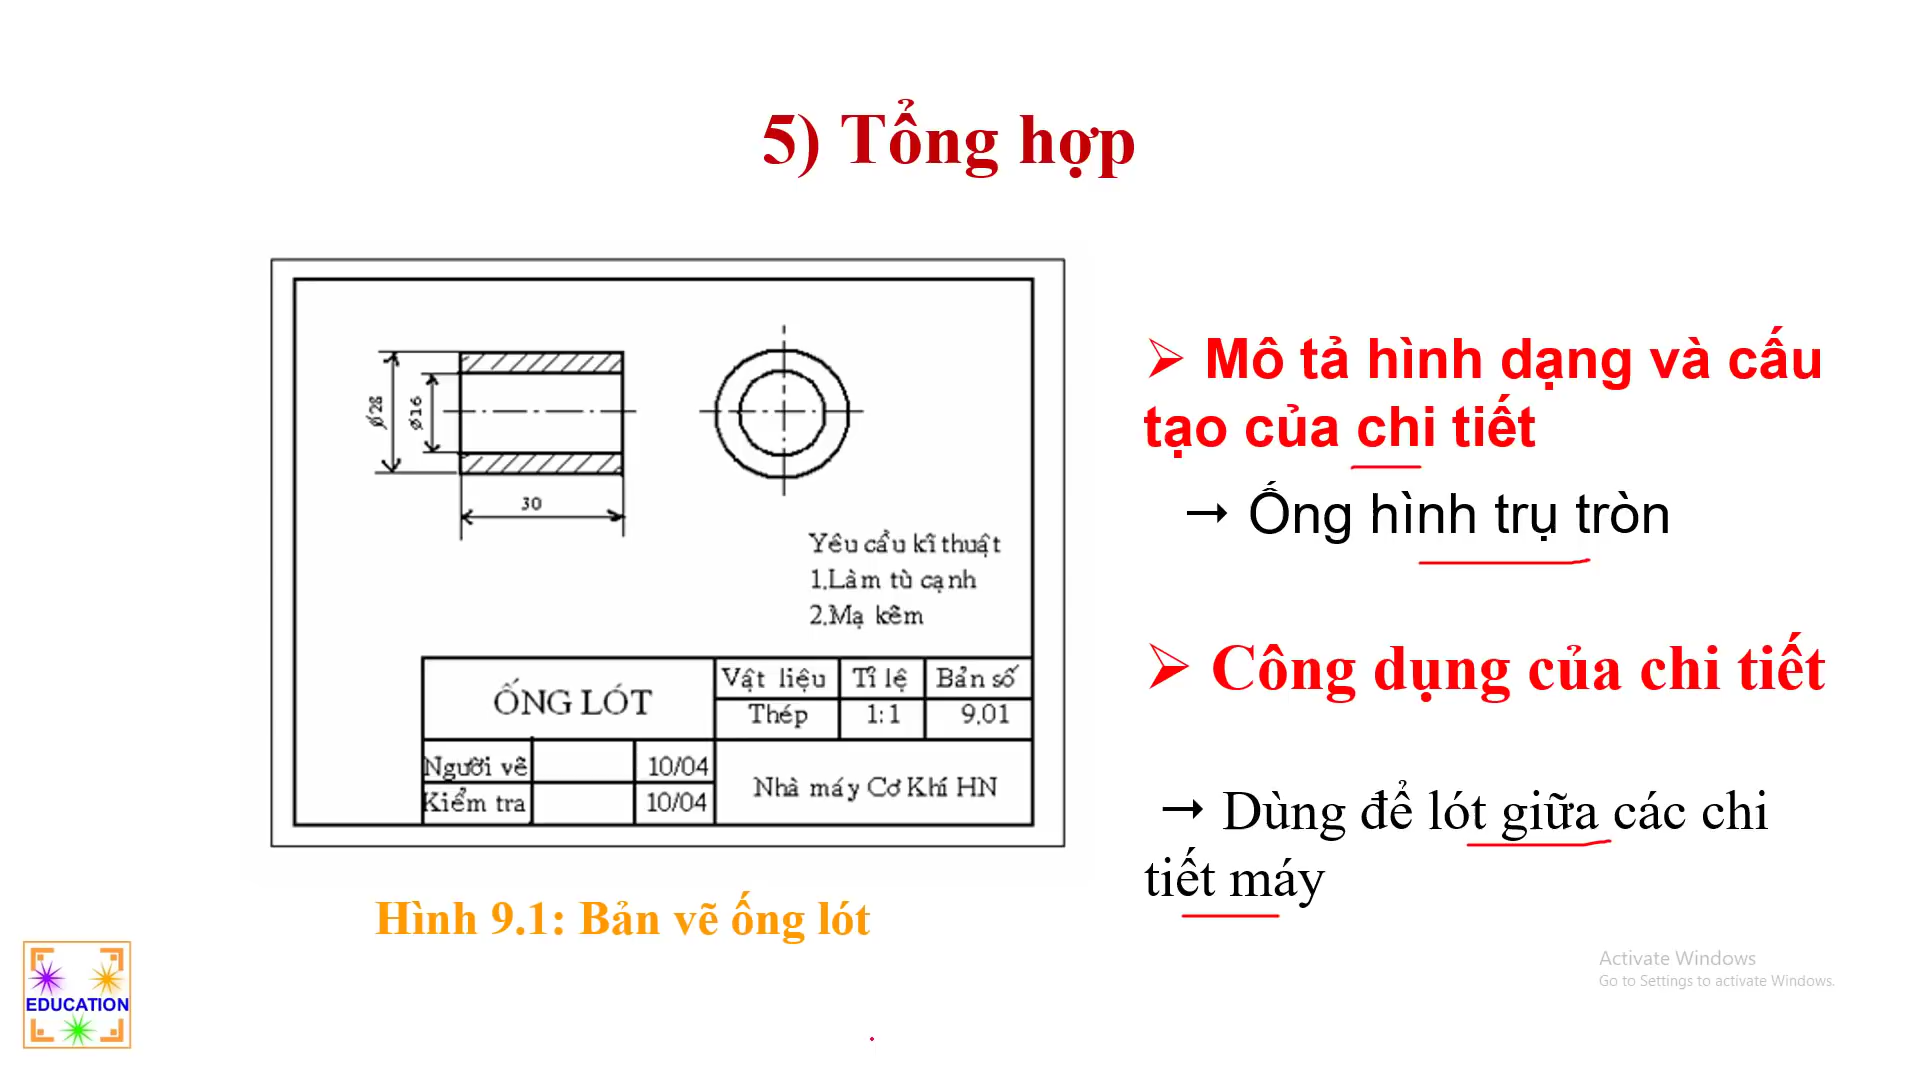 5) Tổng hợp
Ø28
Ø16
30
Yêu cầu kĩ thuật
1.Làm tù cạnh
2.Mạ kẽm
ỐNG LÓT
Vật liệu Tỉ lệ Bản số
Thép 1:1 9.01
Người vẽ 10/04
Kiểm tra 10/04
Nhà máy Cơ Khí HN
Hình 9.1: Bản vẽ ống lót
➢ Mô tả hình dạng và cấu
tạo của chi tiết
→ Ống hình trụ tròn
➢ Công dụng của chi tiết
→ Dùng để lót giữa các chi
tiết máy
EDUCATION
Activate Windows
Go to Settings to activate Windows.